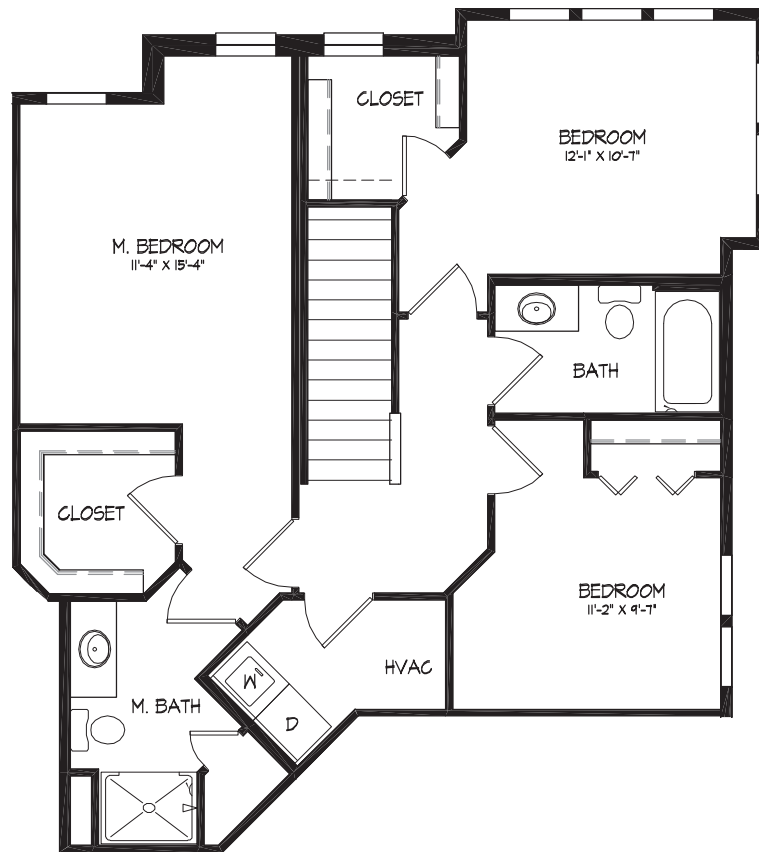 CLOSET
BEDROOM
12'-1" X 10'-7"
M. BEDROOM
11'-4" X 15'-4"
BATH
CLOSET
BEDROOM
11'-2" X 9'-7"
HVAC
W
M. BATH
D